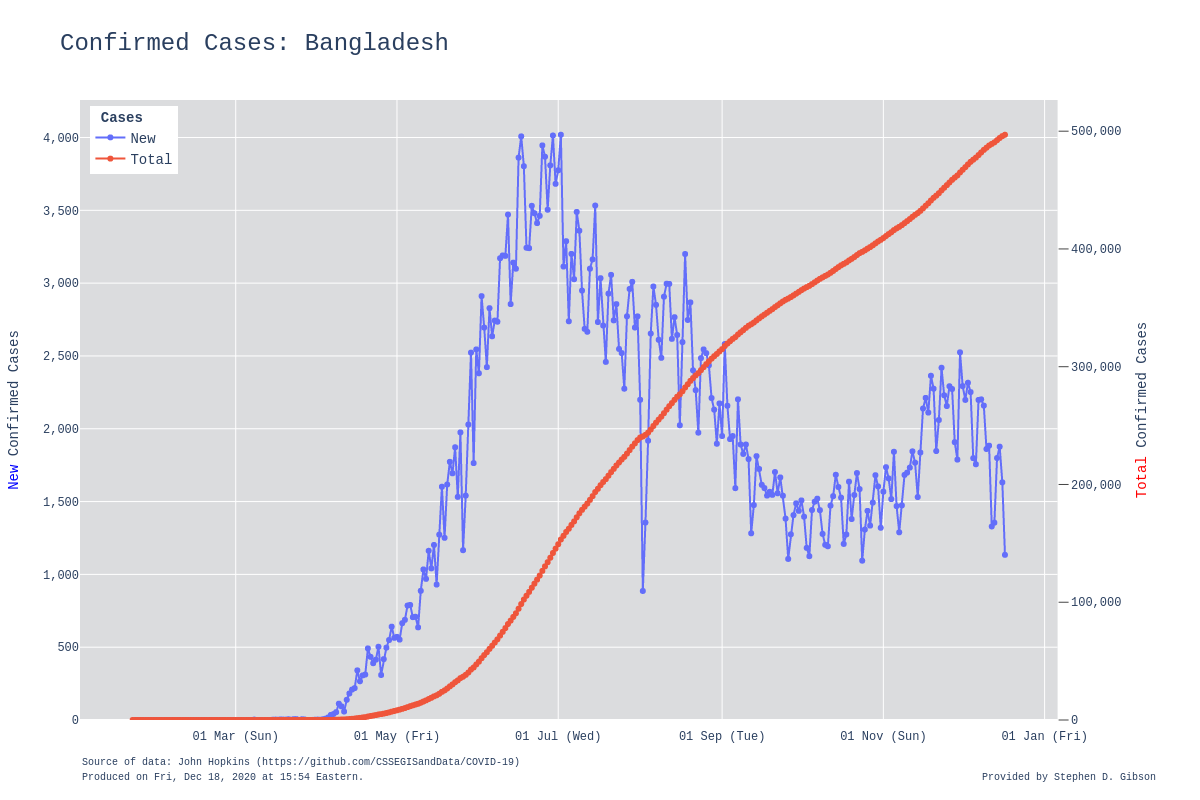 Confirmed Cases: Bangladesh
Cases
New
Total
4,000
3,500
3,000
2,500
2,000
1,500
1,000
500
0
500,000
400,000
300,000
200,000
100,000
0
New Confirmed Cases
Total Confirmed Cases
01 Mar (Sun)
01 May (Fri)
01 Jul (Wed)
01 Sep (Tue)
01 Nov (Sun)
01 Jan (Fri)
Source of data: John Hopkins (https://github.com/CSSEGISandData/COVID-19)
Produced on Fri, Dec 18, 2020 at 15:54 Eastern.
Provided by Stephen D. Gibson